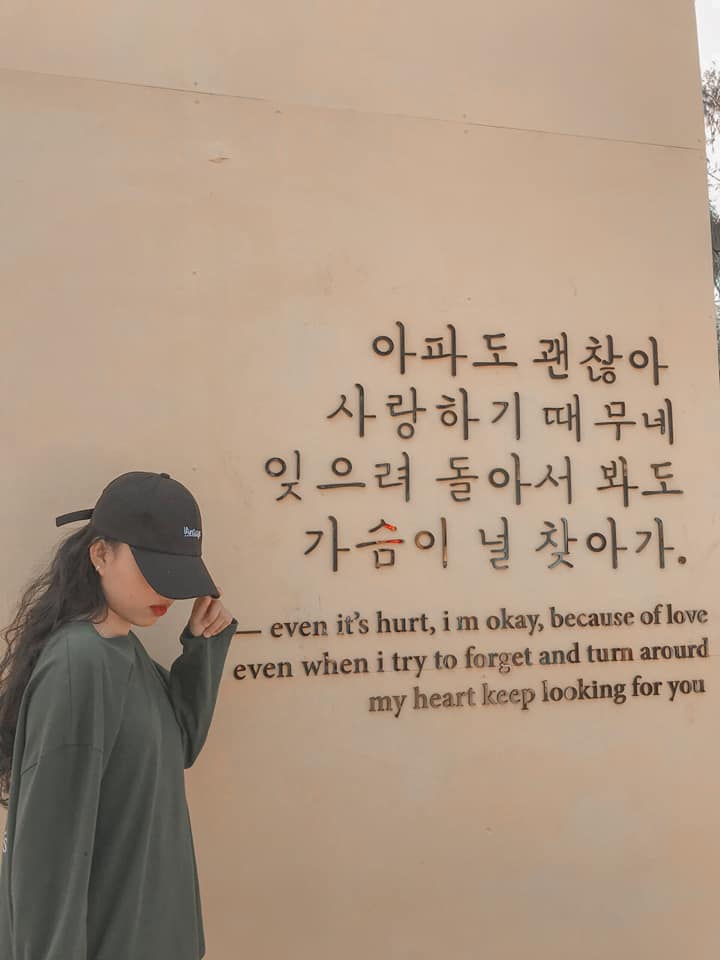 아파도 괜찮아
사랑하기 때무네
잊으려 돌아서 봐도
가슴이 널 찾아가.
— even it's hurt, i m okay, because of love
even when i try to forget and turn arourd
my heart keep looking for you